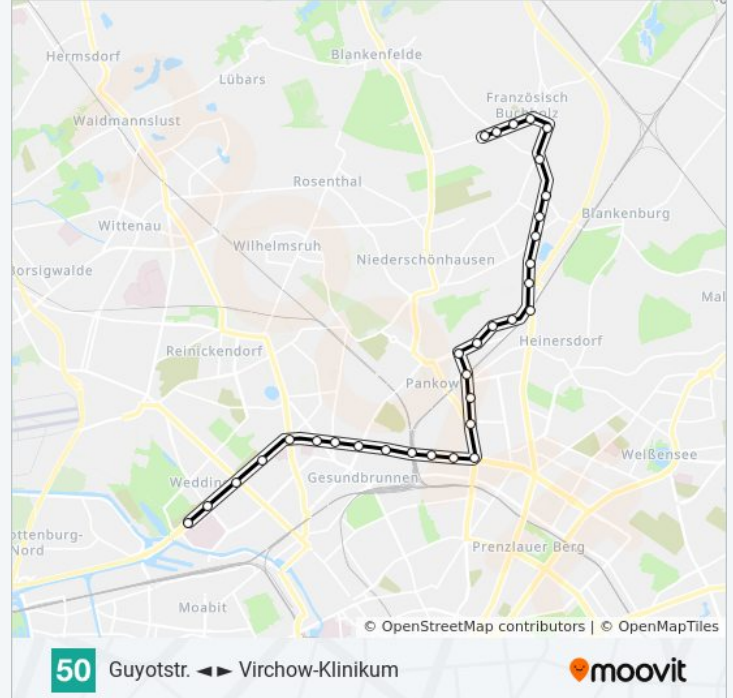 Hermsdorf
Blankenfelde
Lübars
Französisch
Buchholz
Waidmannslust
Rosenthal
Blankenburg
Wittenau
Wilhelmsruh
Niederschönhausen
orsigwalde
Mal
Heinersdorf
Reinickendorf
Pankow
Weißensee
Gesundbrunnen
Weddin
ottenburg-
Nord
Prenzlauer Berg
Moabit
© OpenStreetMap contributors | © OpenMapTiles
50 Guyotstr. ◄► Virchow-Klinikum
moovit